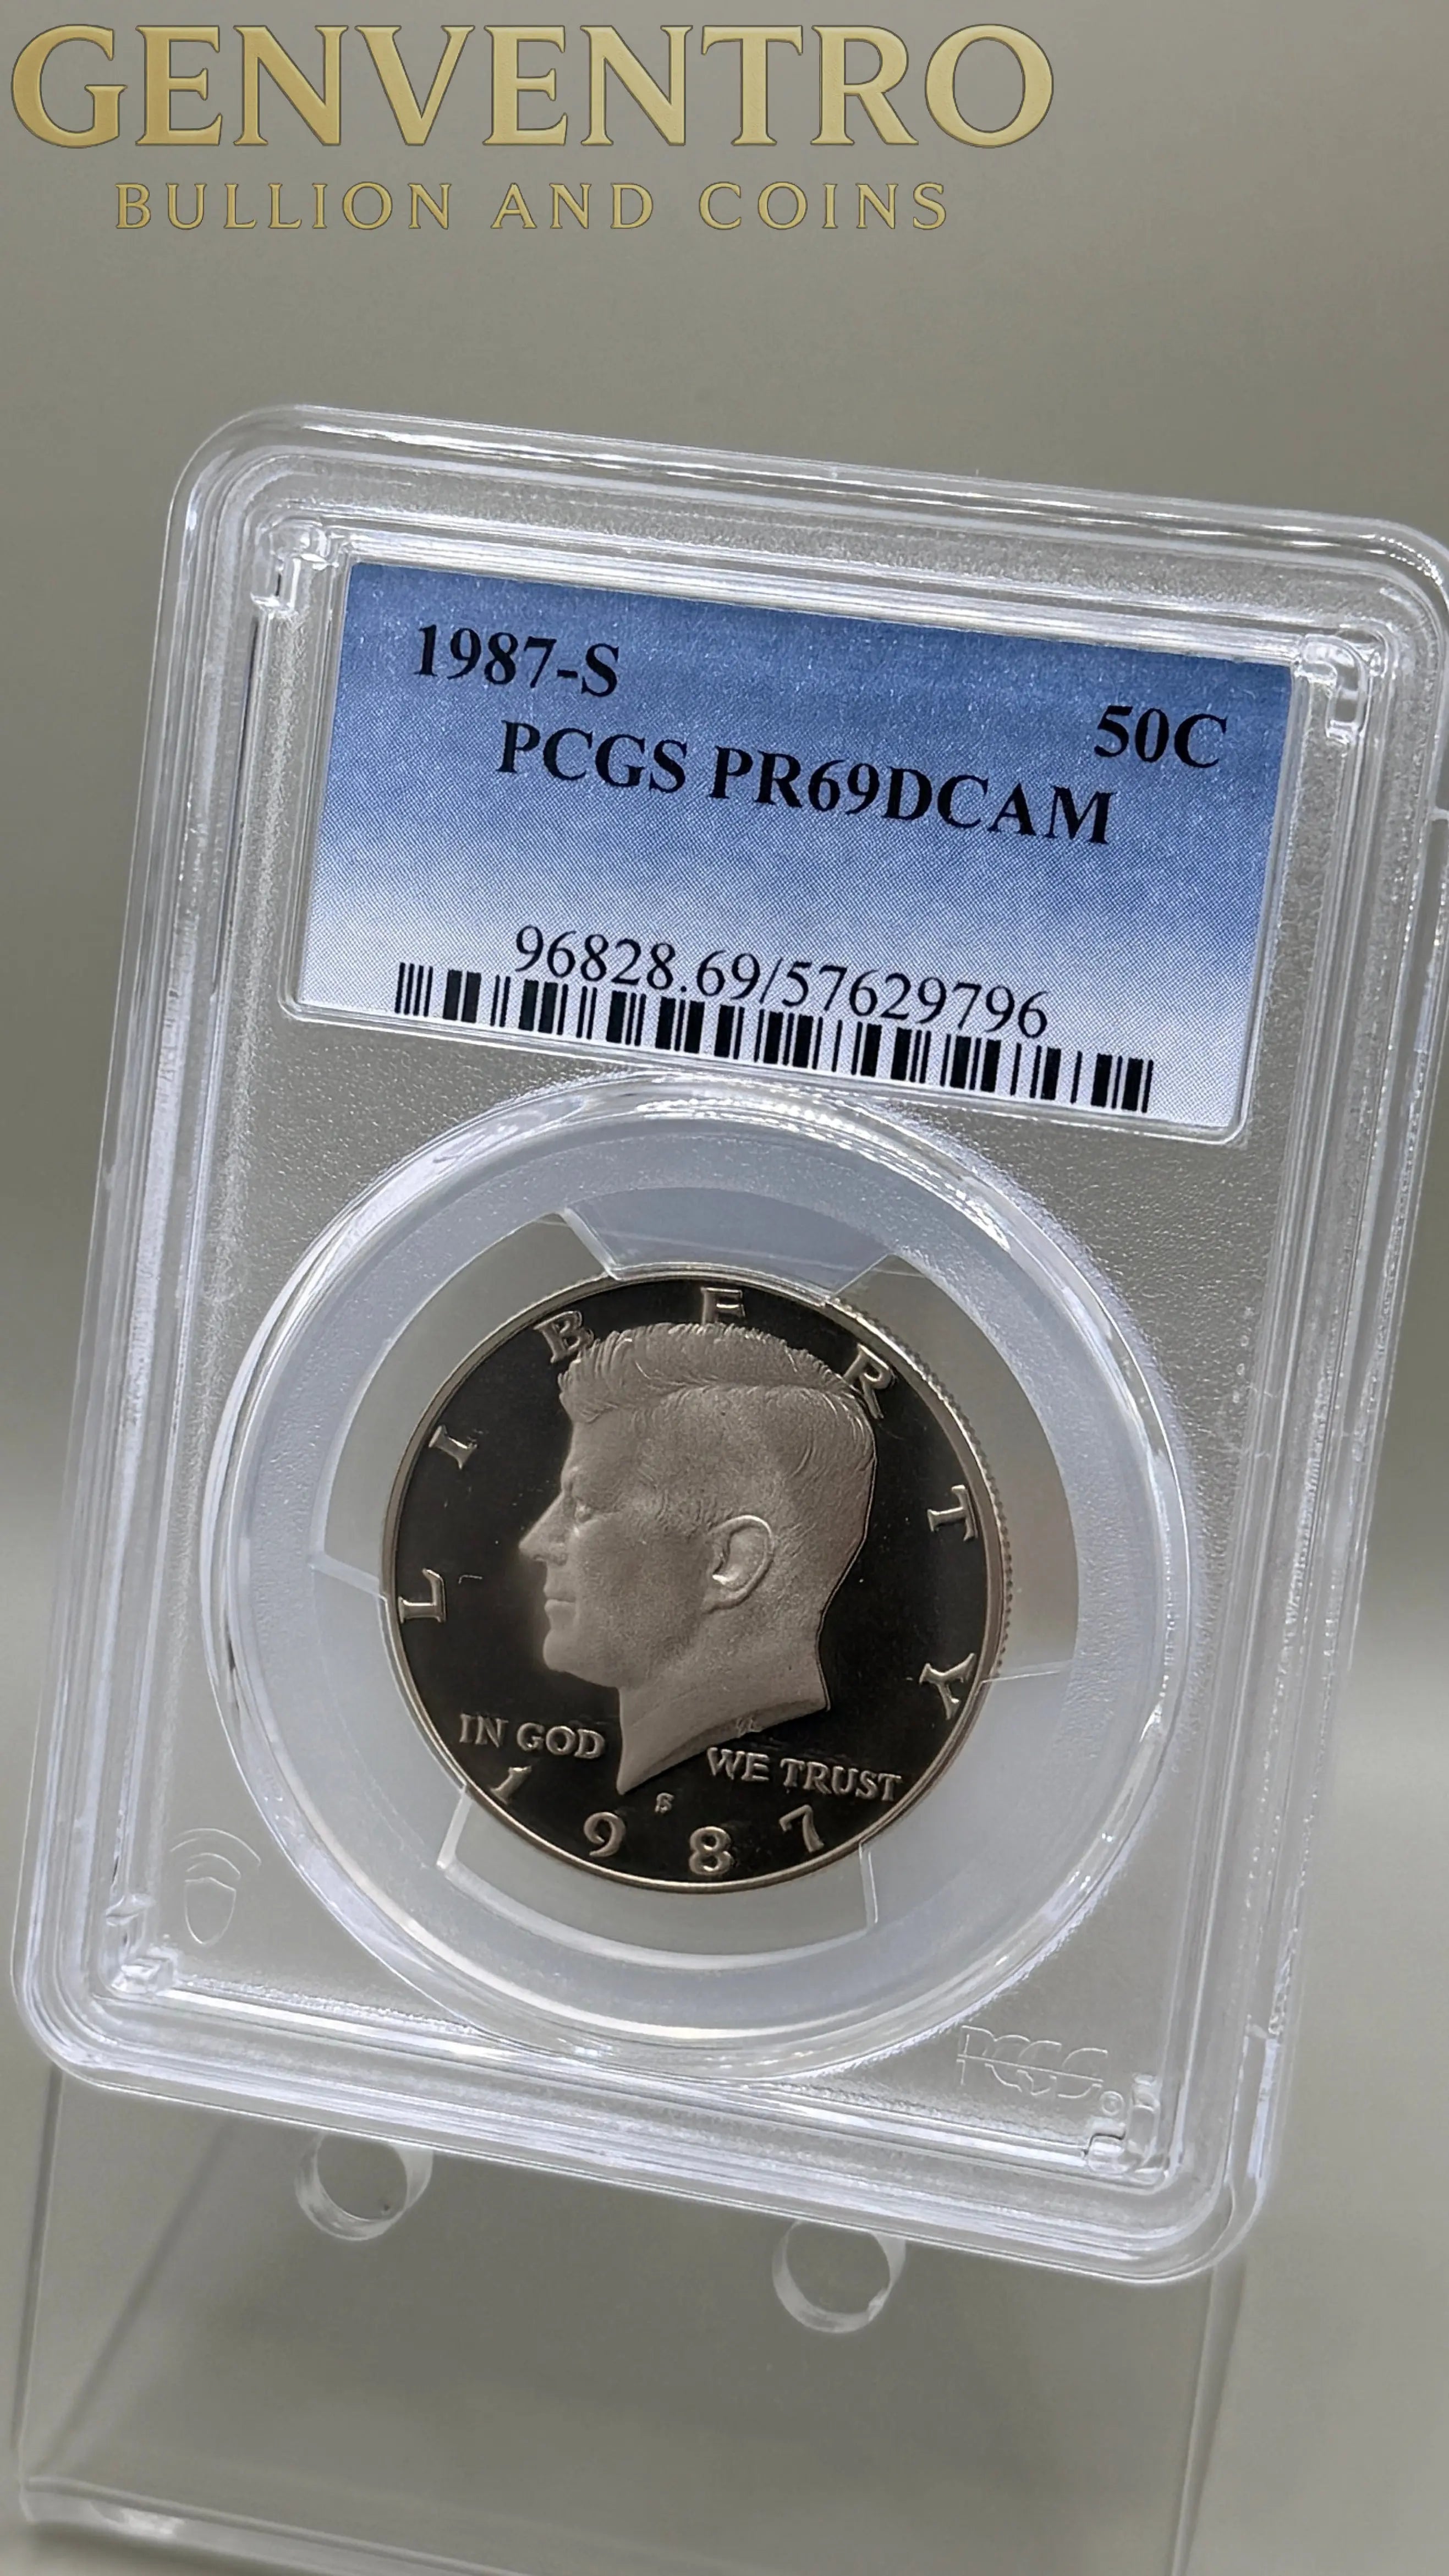 GENVENTRO
BULLION AND COINS
1987-S
50C
PCGS PR69DCAM
96828.69/57629796
LIBERTY
IN GOD WE TRUST
S
1987
PCGS